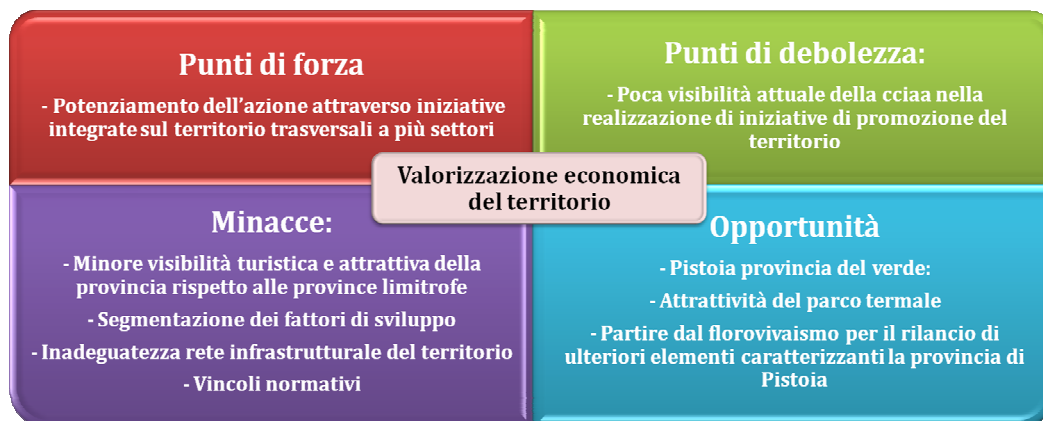 Punti di forza
- Potenziamento dell'azione attraverso iniziative
integrate sul territorio trasversali a più settori
Punti di debolezza:
- Poca visibilità attuale della cciaa nella
realizzazione di iniziative di promozione del
territorio
Valorizzazione economica
del territorio
Minacce:
- Minore visibilità turistica e attrattiva della
provincia rispetto alle province limitrofe
- Segmentazione dei fattori di sviluppo
- Inadeguatezza rete infrastrutturale del territorio
- Vincoli normativi
Opportunità
- Pistoia provincia del verde:
- Attrattività del parco termale
- Partire dal florovivaismo per il rilancio di
ulteriori elementi caratterizzanti la provincia di
Pistoia